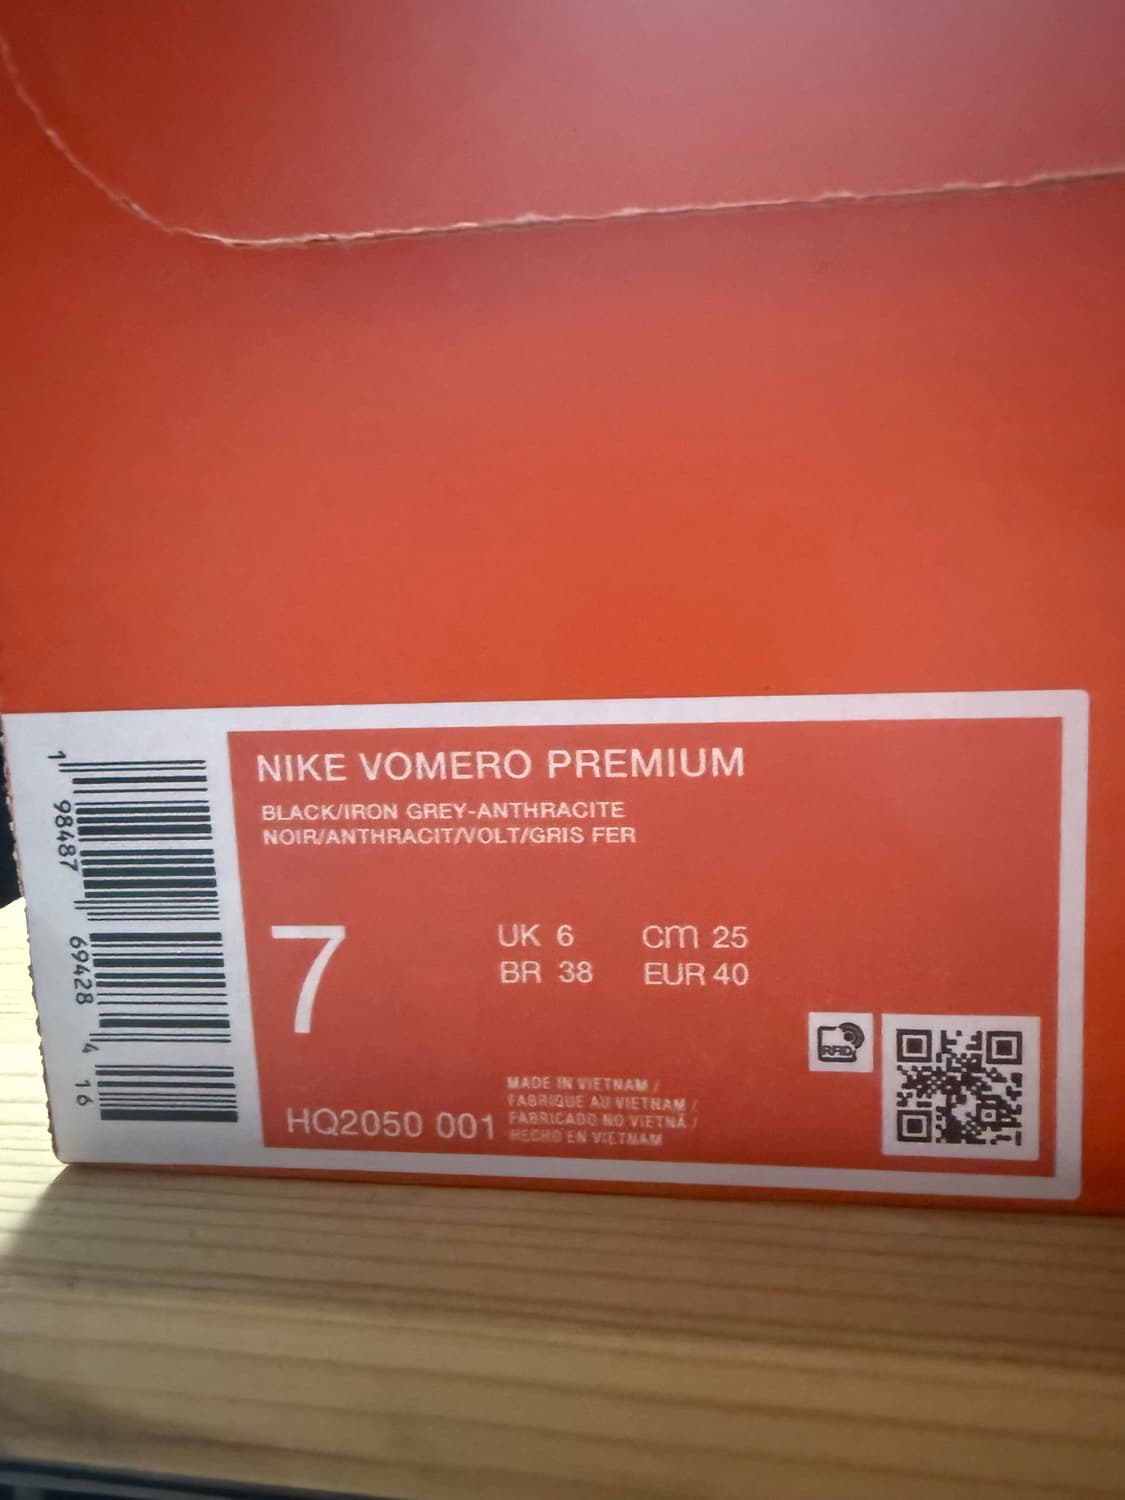 NIKE VOMERO PREMIUM
BLACK/IRON GREY-ANTHRACITE
NOIR/ANTHRACIT/VOLT/GRIS FER
7
UK 6 cm 25
BR 38 EUR 40
RFID
HQ2050 001
MADE IN VIETNAM /
FABRIQUE AU VIETNAM /
FABRICADO NO VIETNÃ /
HECHO EN VIETNAM
1 98487 69428 4 16